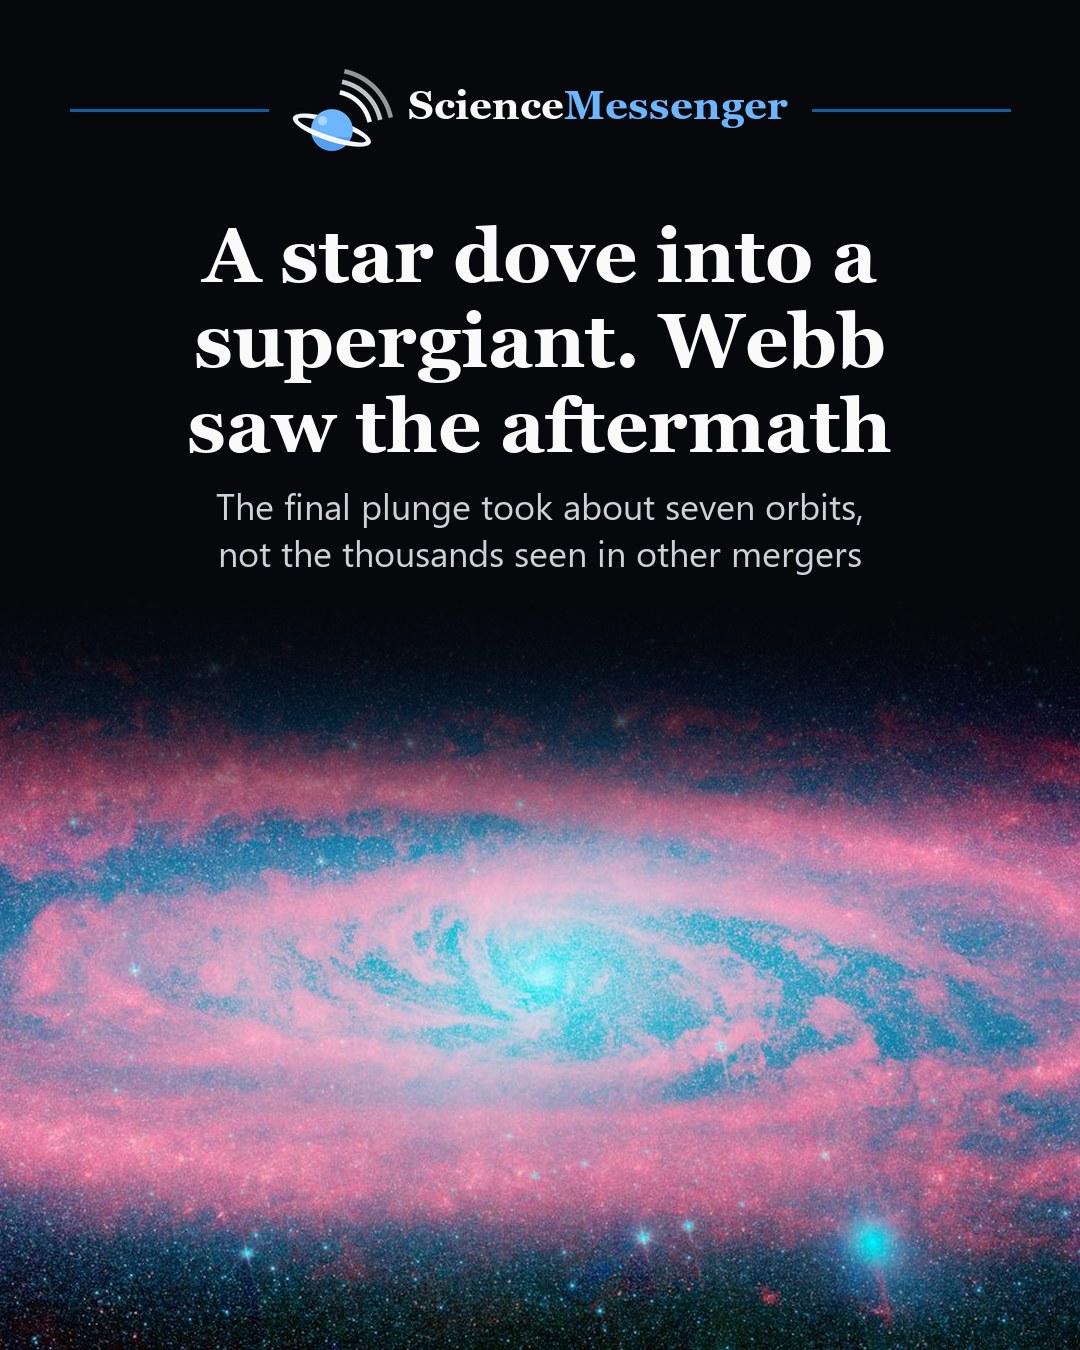 ScienceMessenger
A star dove into a
supergiant. Webb
saw the aftermath
The final plunge took about seven orbits,
not the thousands seen in other mergers